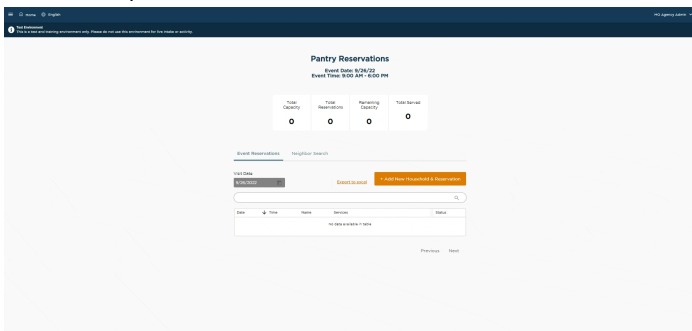 Home English MG Agency Admin
Test Environment
This is a test and training environment only. Please do not use this environment for live intake or activity.
Pantry Reservations
Event Date: 9/26/22
Event Time: 9:00 AM - 6:00 PM
Total Capacity Total Reservations Remaining Capacity Total Served
0 0 0 0
Event Reservations Neighbor Search
Visit Date
9/26/2022 Export to excel + Add New Household & Reservation
Date Time Name Services Status
No data available in table
Previous Next